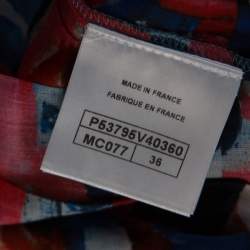 MADE IN FRANCE
FABRIQUE EN FRANCE
P53795V40360
MC077 36